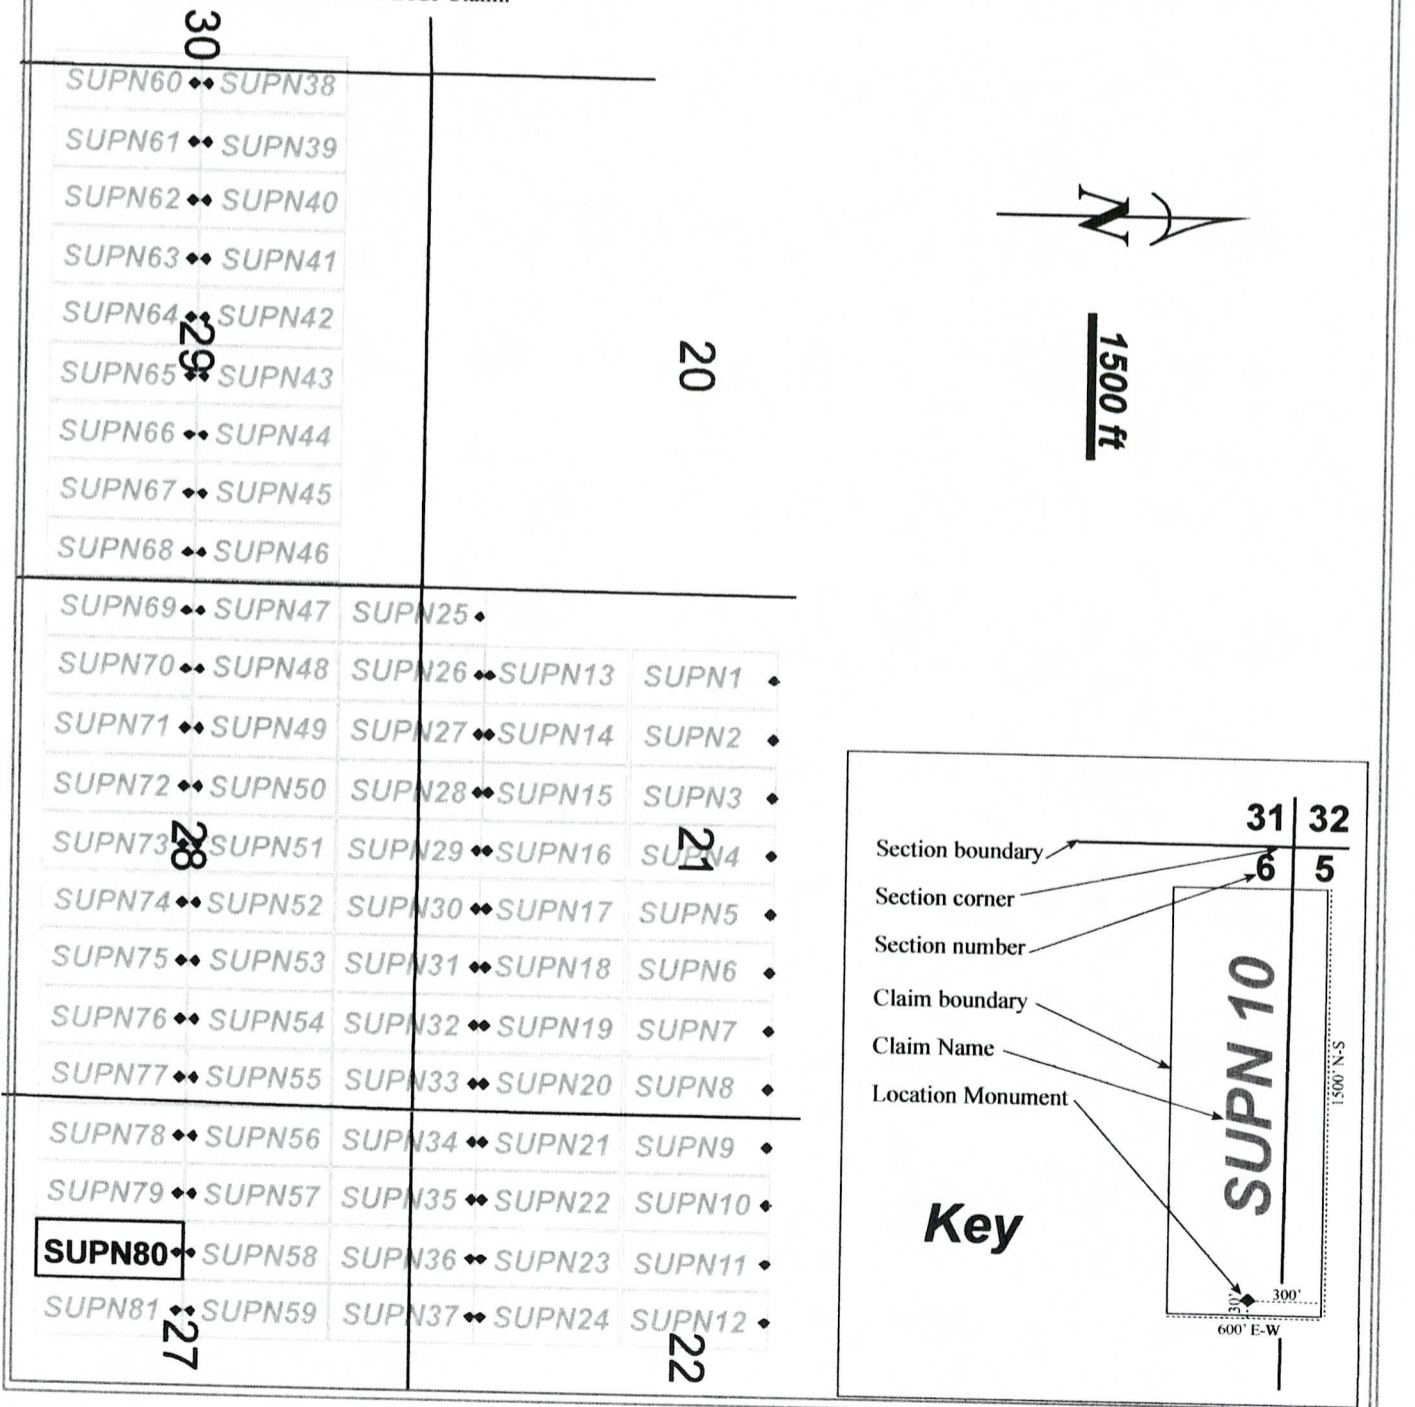 30
SUPN60 SUPN38
SUPN61 SUPN39
SUPN62 SUPN40
SUPN63 SUPN41
SUPN64 SUPN42
29
20
SUPN65 SUPN43
SUPN66 SUPN44
SUPN67 SUPN45
SUPN68 SUPN46
SUPN69 SUPN47 SUPN25
SUPN70 SUPN48 SUPN26 SUPN13 SUPN1
SUPN71 SUPN49 SUPN27 SUPN14 SUPN2
SUPN72 SUPN50 SUPN28 SUPN15 SUPN3
SUPN73 SUPN51 SUPN29 SUPN16 SUPN4
28
21
SUPN74 SUPN52 SUPN30 SUPN17 SUPN5
SUPN75 SUPN53 SUPN31 SUPN18 SUPN6
SUPN76 SUPN54 SUPN32 SUPN19 SUPN7
SUPN77 SUPN55 SUPN33 SUPN20 SUPN8
SUPN78 SUPN56 SUPN34 SUPN21 SUPN9
SUPN79 SUPN57 SUPN35 SUPN22 SUPN10
SUPN80 SUPN58 SUPN36 SUPN23 SUPN11
SUPN81 SUPN59 SUPN37 SUPN24 SUPN12
27
22
N
1500 ft
31 32
6 5
Section boundary
Section corner
Section number
Claim boundary
Claim Name
Location Monument
SUPN 10
1500' N-S
Key
30'
300'
600' E-W